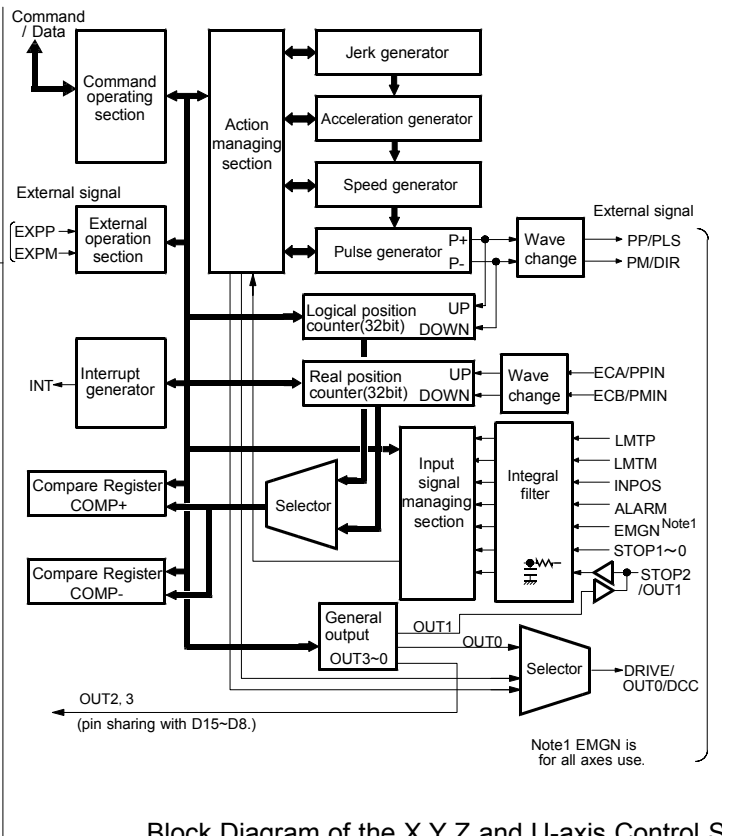 Command
/ Data
Command
operating
section
Action
managing
section
Jerk generator
Acceleration generator
Speed generator
Pulse generator
P+
P-
External signal
EXPP
EXPM
External
operation
section
External signal
Wave
change
PP/PLS
PM/DIR
Logical position
counter(32bit)
UP
DOWN
Interrupt
generator
INT
Real position
counter(32bit)
UP
DOWN
Wave
change
ECA/PPIN
ECB/PMIN
Input
signal
managing
section
Integral
filter
LMTP
LMTM
INPOS
ALARM
EMGN Note1
STOP1~0
STOP2
/OUT1
Compare Register
COMP+
Selector
Compare Register
COMP-
General
output
OUT3~0
OUT1
OUT0
Selector
DRIVE/
OUT0/DCC
OUT2, 3
(pin sharing with D15~D8.)
Note1 EMGN is
for all axes use.
Block Diagram of the X,Y,Z and U-axis Control S